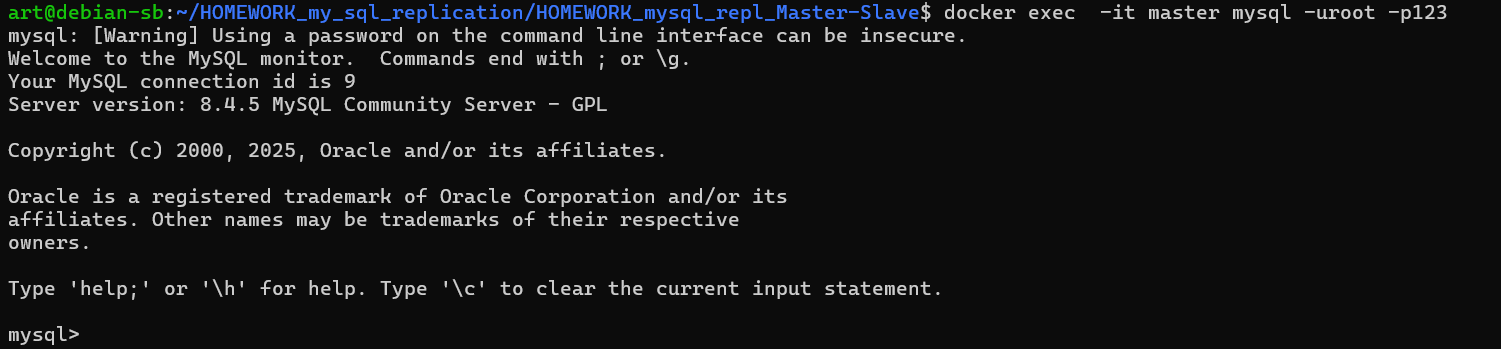 art@debian-sb:~/HOMEWORK_my_sql_replication/HOMEWORK_mysql_repl_Master-Slave$ docker exec  -it master mysql -uroot -p123
mysql: [Warning] Using a password on the command line interface can be insecure.
Welcome to the MySQL monitor.  Commands end with ; or \g.
Your MySQL connection id is 9
Server version: 8.4.5 MySQL Community Server - GPL

Copyright (c) 2000, 2025, Oracle and/or its affiliates.

Oracle is a registered trademark of Oracle Corporation and/or its
affiliates. Other names may be trademarks of their respective
owners.

Type 'help;' or '\h' for help. Type '\c' to clear the current input statement.

mysql>